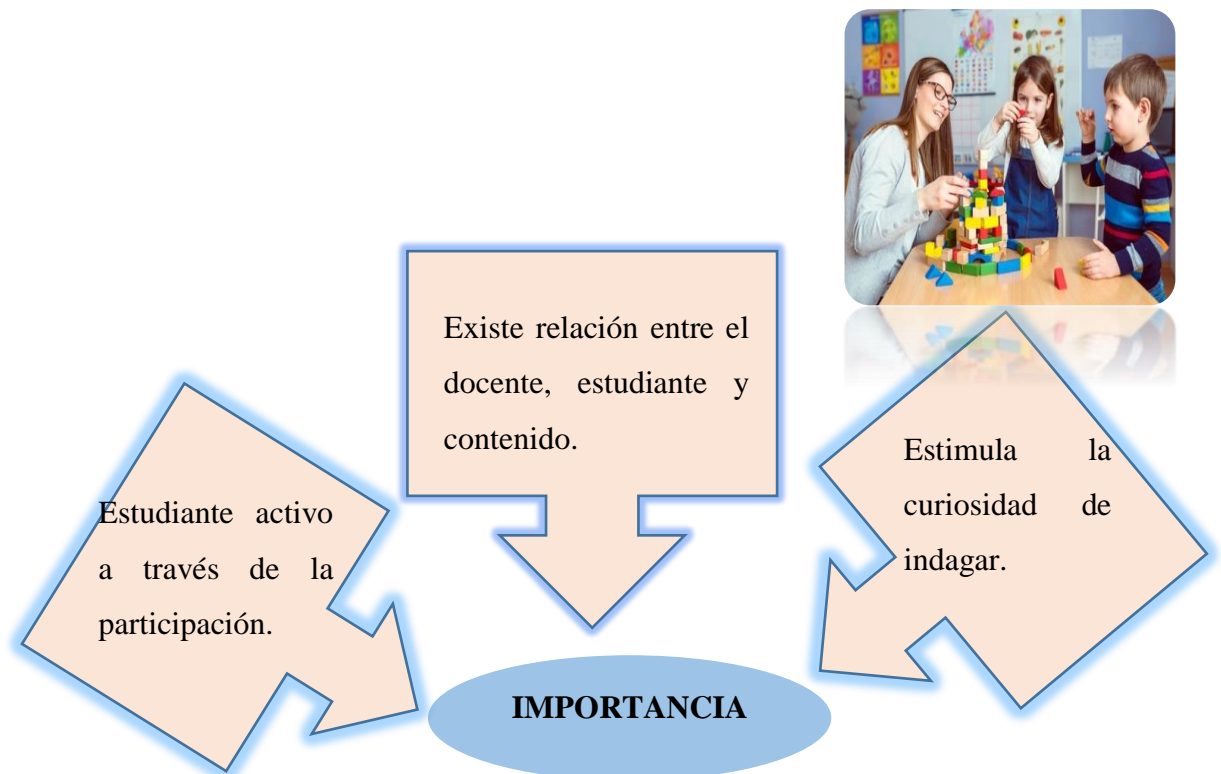 Existe relación entre el
docente, estudiante y
contenido.
Estudiante activo
a través de la
participación.
Estimula la
curiosidad de
indagar.
IMPORTANCIA